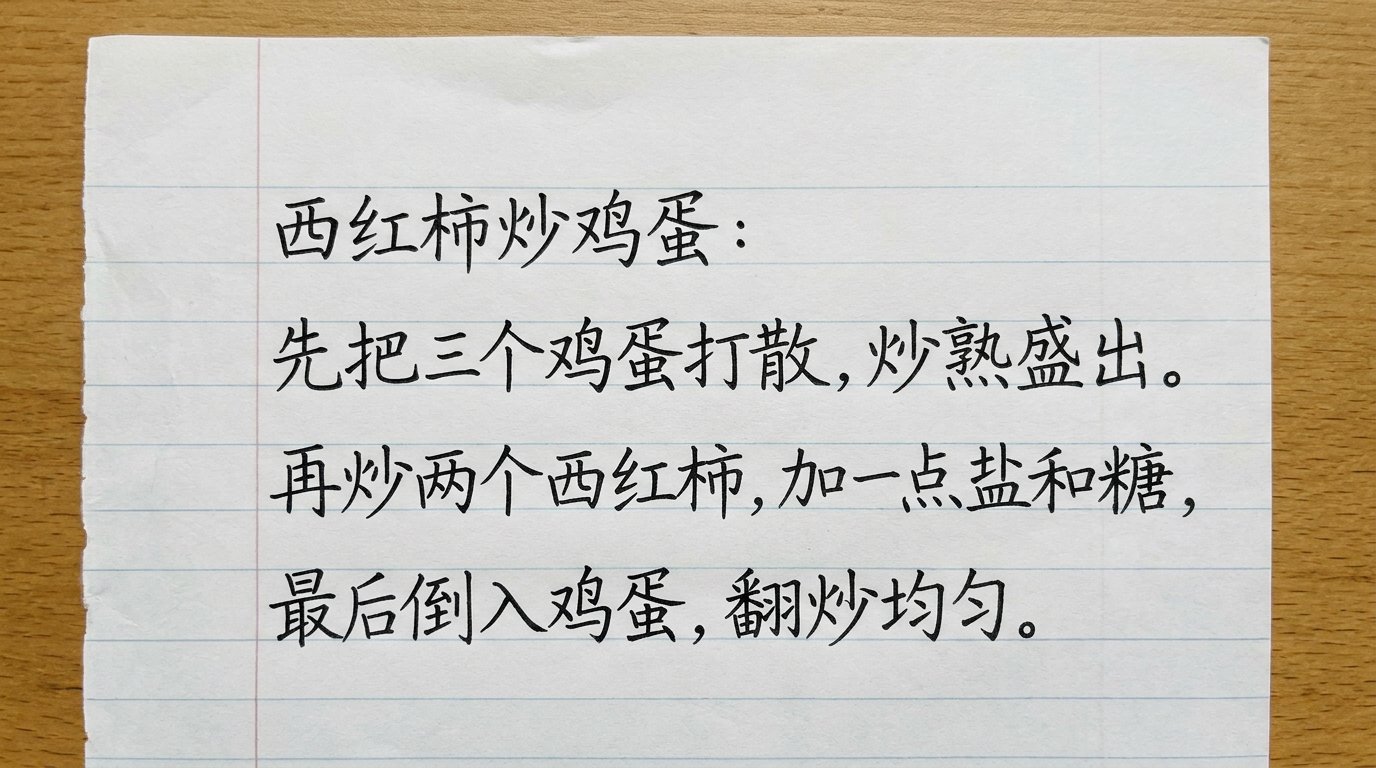 西红柿炒鸡蛋：
先把三个鸡蛋打散，炒熟盛出。
再炒两个西红柿，加一点盐和糖，
最后倒入鸡蛋，翻炒均匀。